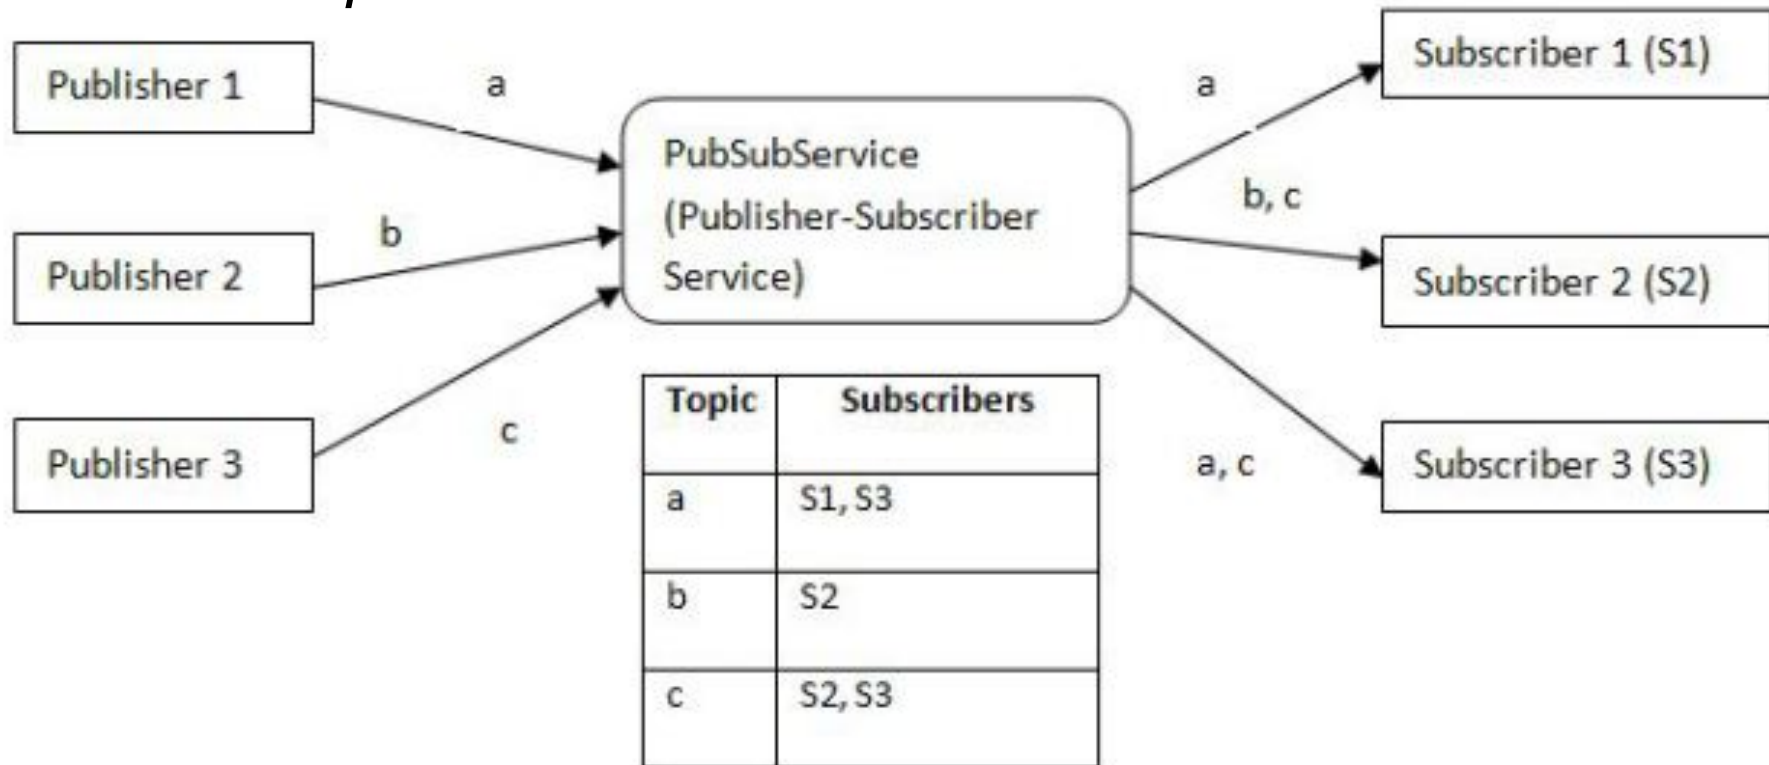 Publisher 1
a
Publisher 2
b
Publisher 3
c
PubSubService
(Publisher-Subscriber
Service)
a
Subscriber 1 (S1)
b, c
Subscriber 2 (S2)
a, c
Subscriber 3 (S3)
Topic Subscribers
a S1, S3
b S2
c S2, S3